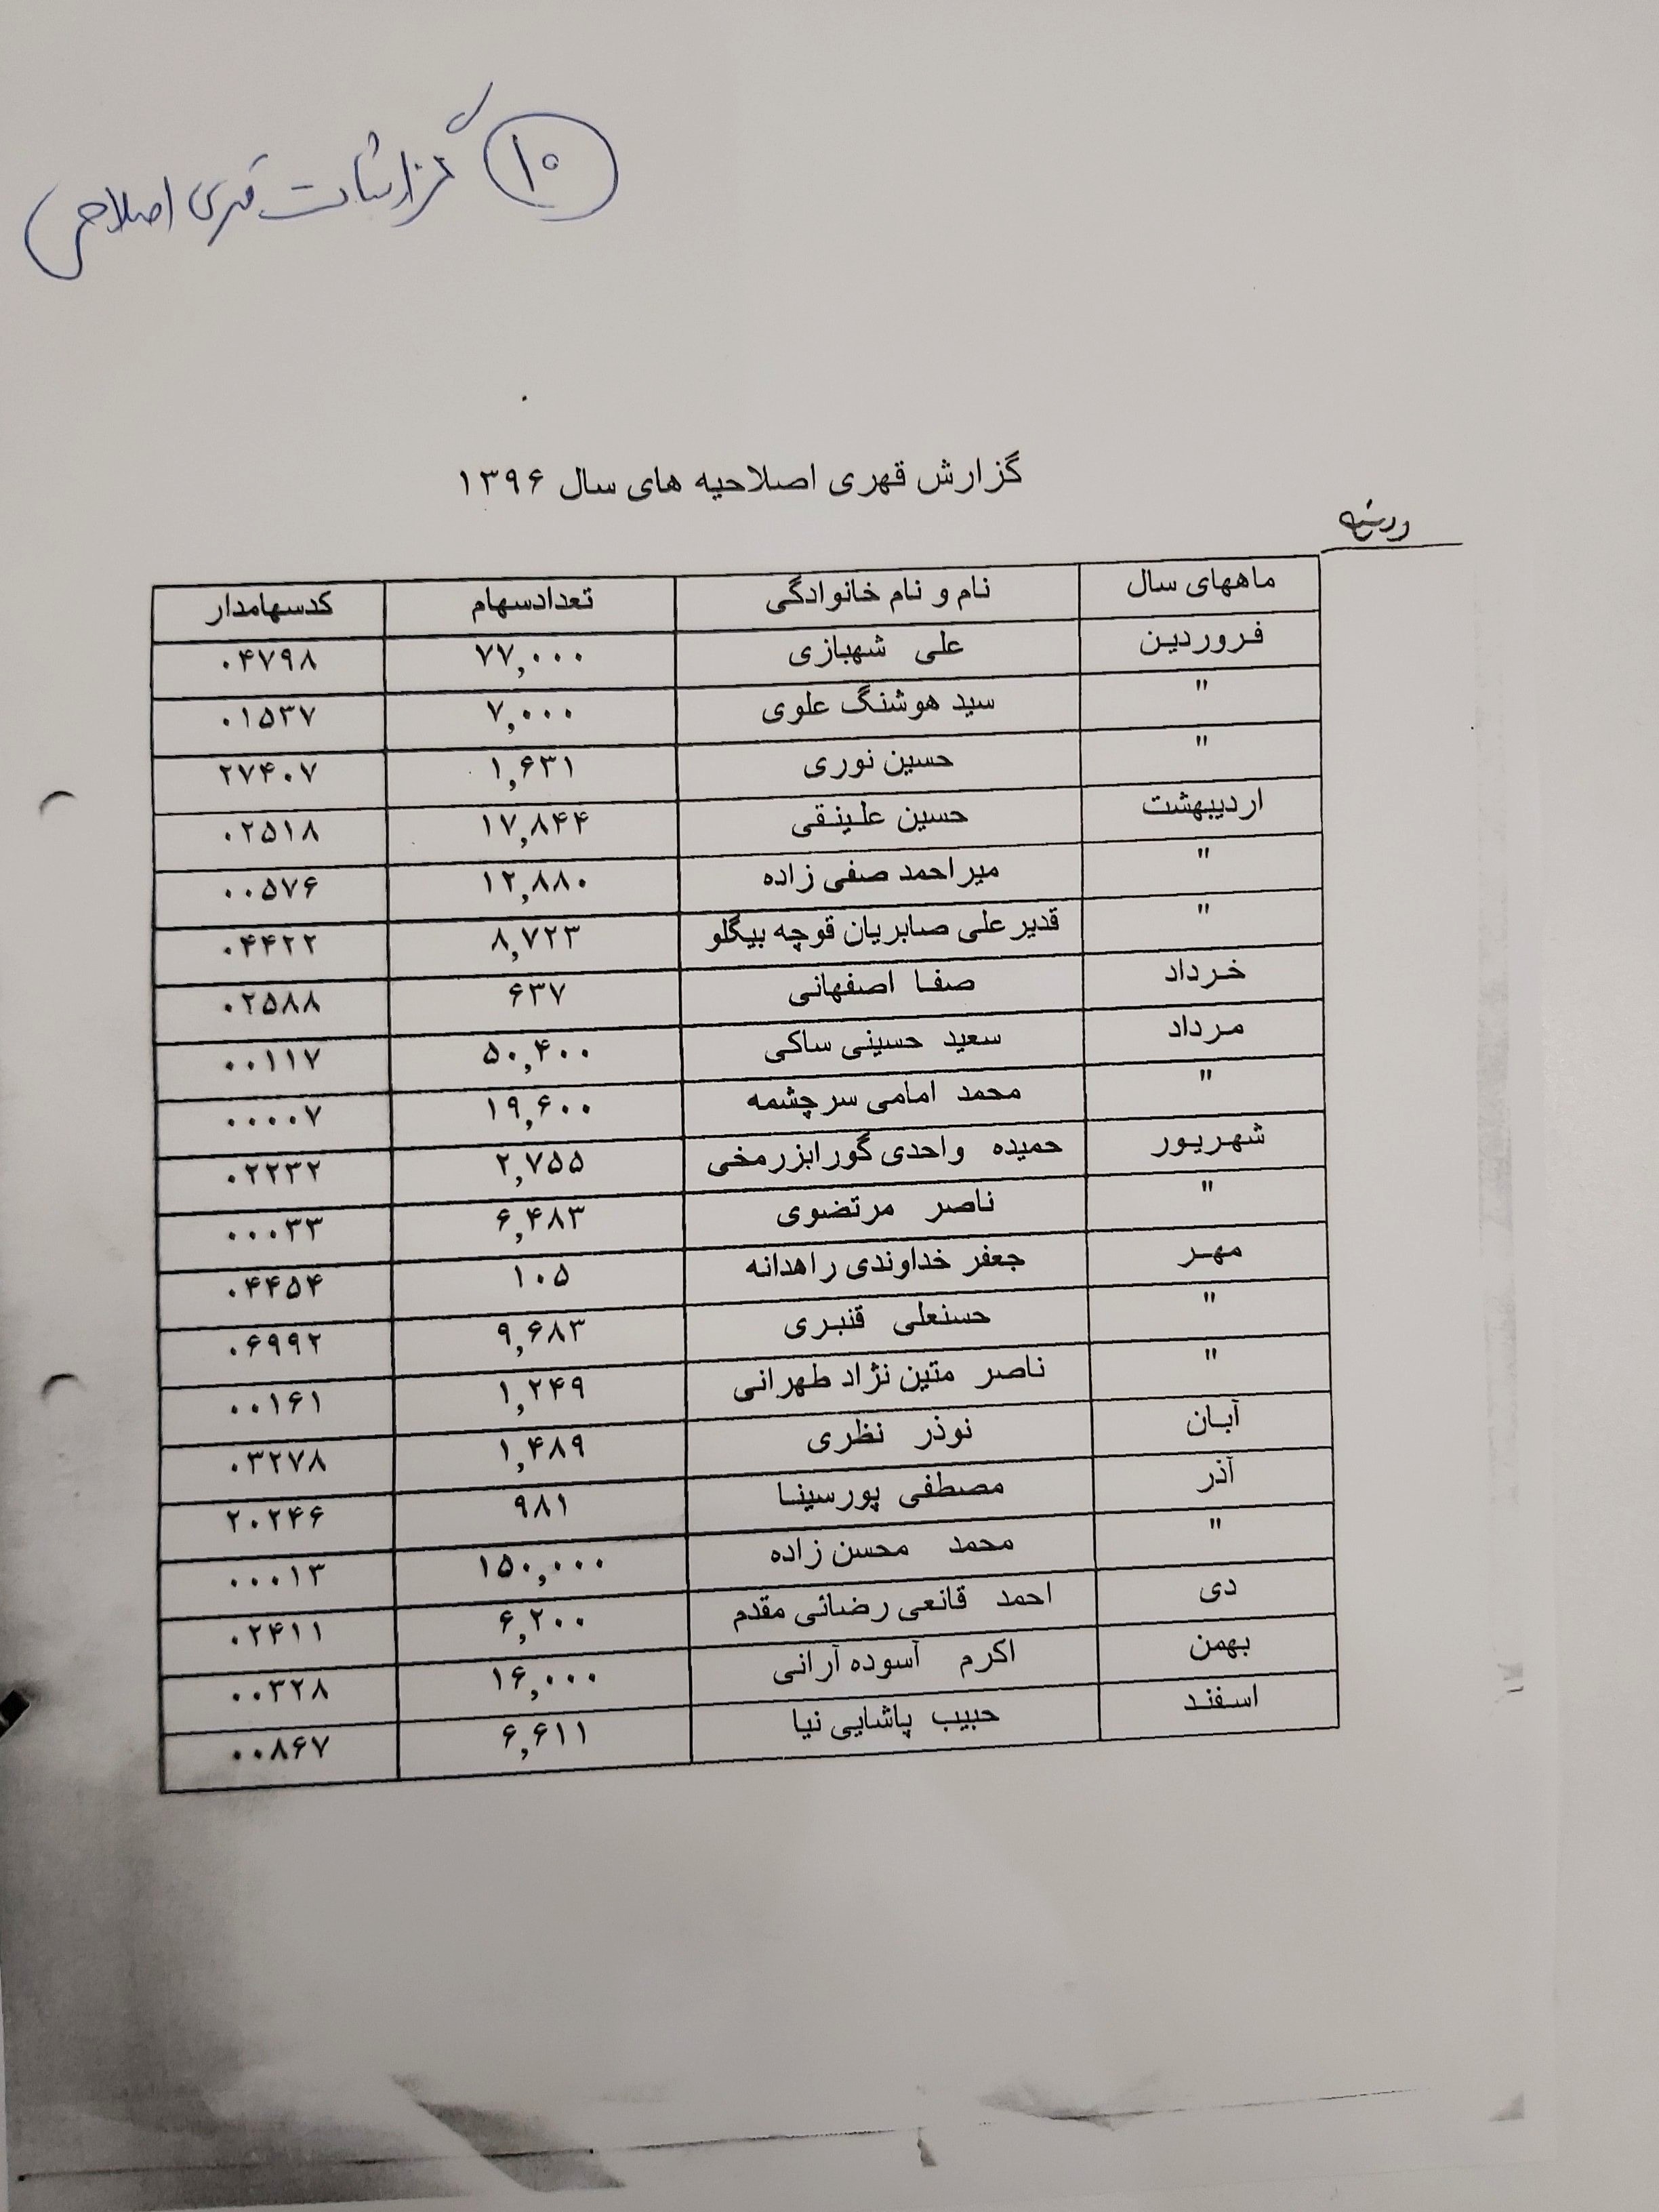 ۱۰ گزارشات قهری اصلاحی
گزارش قهری اصلاحیه های سال ۱۳۹۶
ورثه
ماههای سال نام و نام خانوادگی تعدادسهام کدسهامدار
فروردین علی شهبازی ۷۷,۰۰۰ ۰۴۷۹۸
" سید هوشنگ علوی ۷,۰۰۰ ۰۱۵۳۷
" حسین نوری ۱,۶۳۱ ۲۷۴۰۷
اردیبهشت حسین علینقی ۱۷,۸۴۴ ۰۲۵۱۸
" میراحمد صفی زاده ۱۲,۸۸۰ ۰۰۵۷۶
" قدیرعلی صابریان قوچه بیگلو ۸,۷۲۳ ۰۴۴۲۲
خرداد صفا اصفهانی ۶۳۷ ۰۲۵۸۸
مرداد سعید حسینی ساکی ۵۰,۴۰۰ ۰۰۱۱۷
" محمد امامی سرچشمه ۱۹,۶۰۰ ۰۰۰۰۷
شهریور حمیده واحدی گورابزرمخی ۲,۷۵۵ ۰۲۲۳۲
" ناصر مرتضوی ۶,۴۸۳ ۰۰۰۳۳
مهر جعفر خداوندی راهدانه ۱۰۵ ۰۴۴۵۴
" حسنعلی قنبری ۹,۶۸۳ ۰۶۹۹۲
" ناصر متین نژاد طهرانی ۱,۲۴۹ ۰۰۱۶۱
آبان نوذر نظری ۱,۴۸۹ ۰۳۲۷۸
آذر مصطفی پورسینا ۹۸۱ ۲۰۲۴۶
" محمد محسن زاده ۱۵۰,۰۰۰ ۰۰۰۱۳
دی احمد قانعی رضائی مقدم ۶,۲۰۰ ۰۲۴۱۱
بهمن اکرم آسوده آرانی ۱۶,۰۰۰ ۰۰۳۲۸
اسفند حبیب پاشایی نیا ۶,۶۱۱ ۰۰۸۶۷